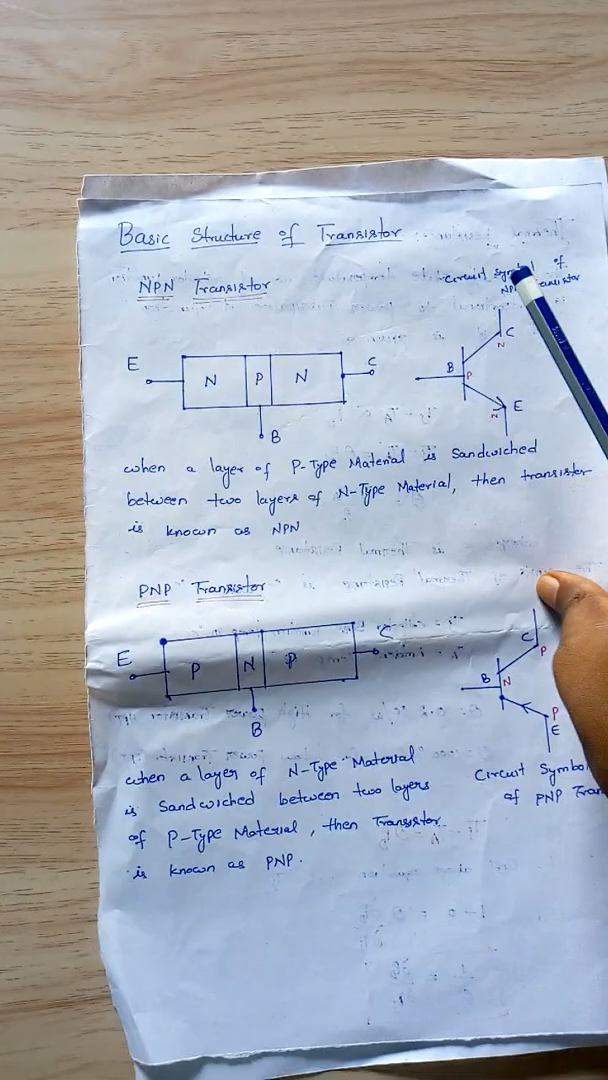 Basic Structure of Transistor
NPN Transistor
circuit symbol of
NPN Transistor
E N P N C
B
C
N
B P
N E
when a layer of P-Type Material is Sandwiched
between two layers of N-Type Material, then transister
is known as NPN
PNP Transistor
E P N P C
B
C
P
B N
P
E
when a layer of N-Type Material
is Sandwiched between two layers
of P-Type Material, then Transistor
is known as PNP.
Circuit Symbol
of PNP Tran